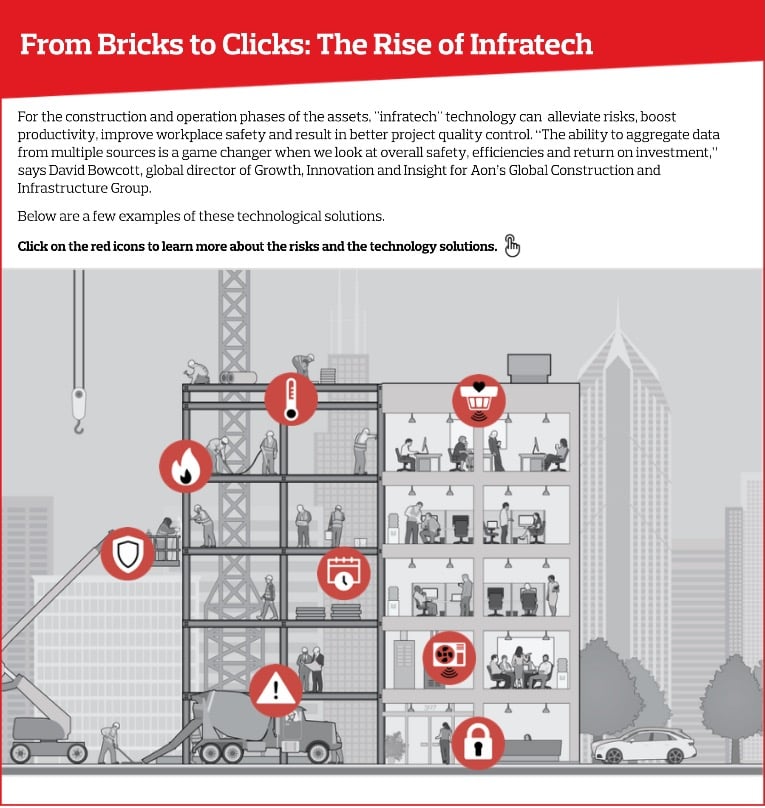 From Bricks to Clicks: The Rise of Infratech
For the construction and operation phases of the assets, "infratech" technology can alleviate risks, boost
productivity, improve workplace safety and result in better project quality control. "The ability to aggregate data
from multiple sources is a game changer when we look at overall safety, efficiencies and return on investment,"
says David Bowcott, global director of Growth, Innovation and Insight for Aon's Global Construction and
Infrastructure Group.
Below are a few examples of these technological solutions.
Click on the red icons to learn more about the risks and the technology solutions.
!